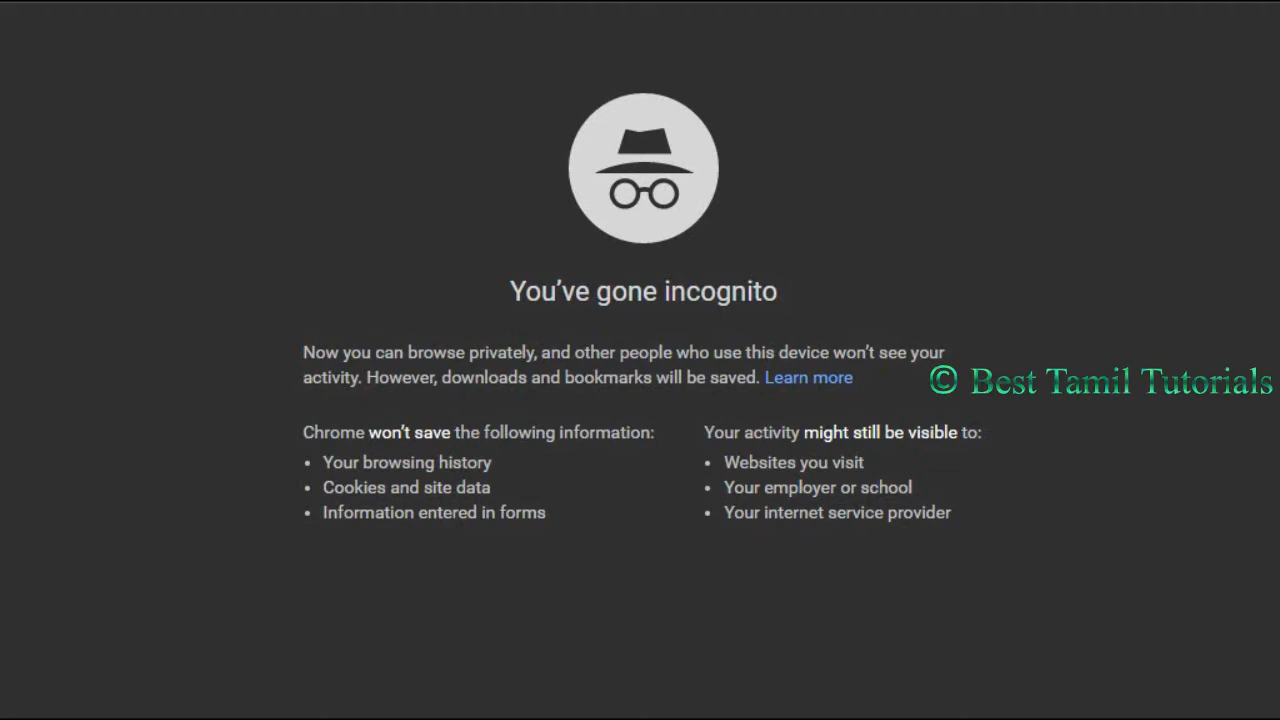 You've gone incognito
Now you can browse privately, and other people who use this device won't see your
activity. However, downloads and bookmarks will be saved. Learn more
© Best Tamil Tutorials
Chrome won't save the following information:
• Your browsing history
• Cookies and site data
• Information entered in forms
Your activity might still be visible to:
• Websites you visit
• Your employer or school
• Your internet service provider